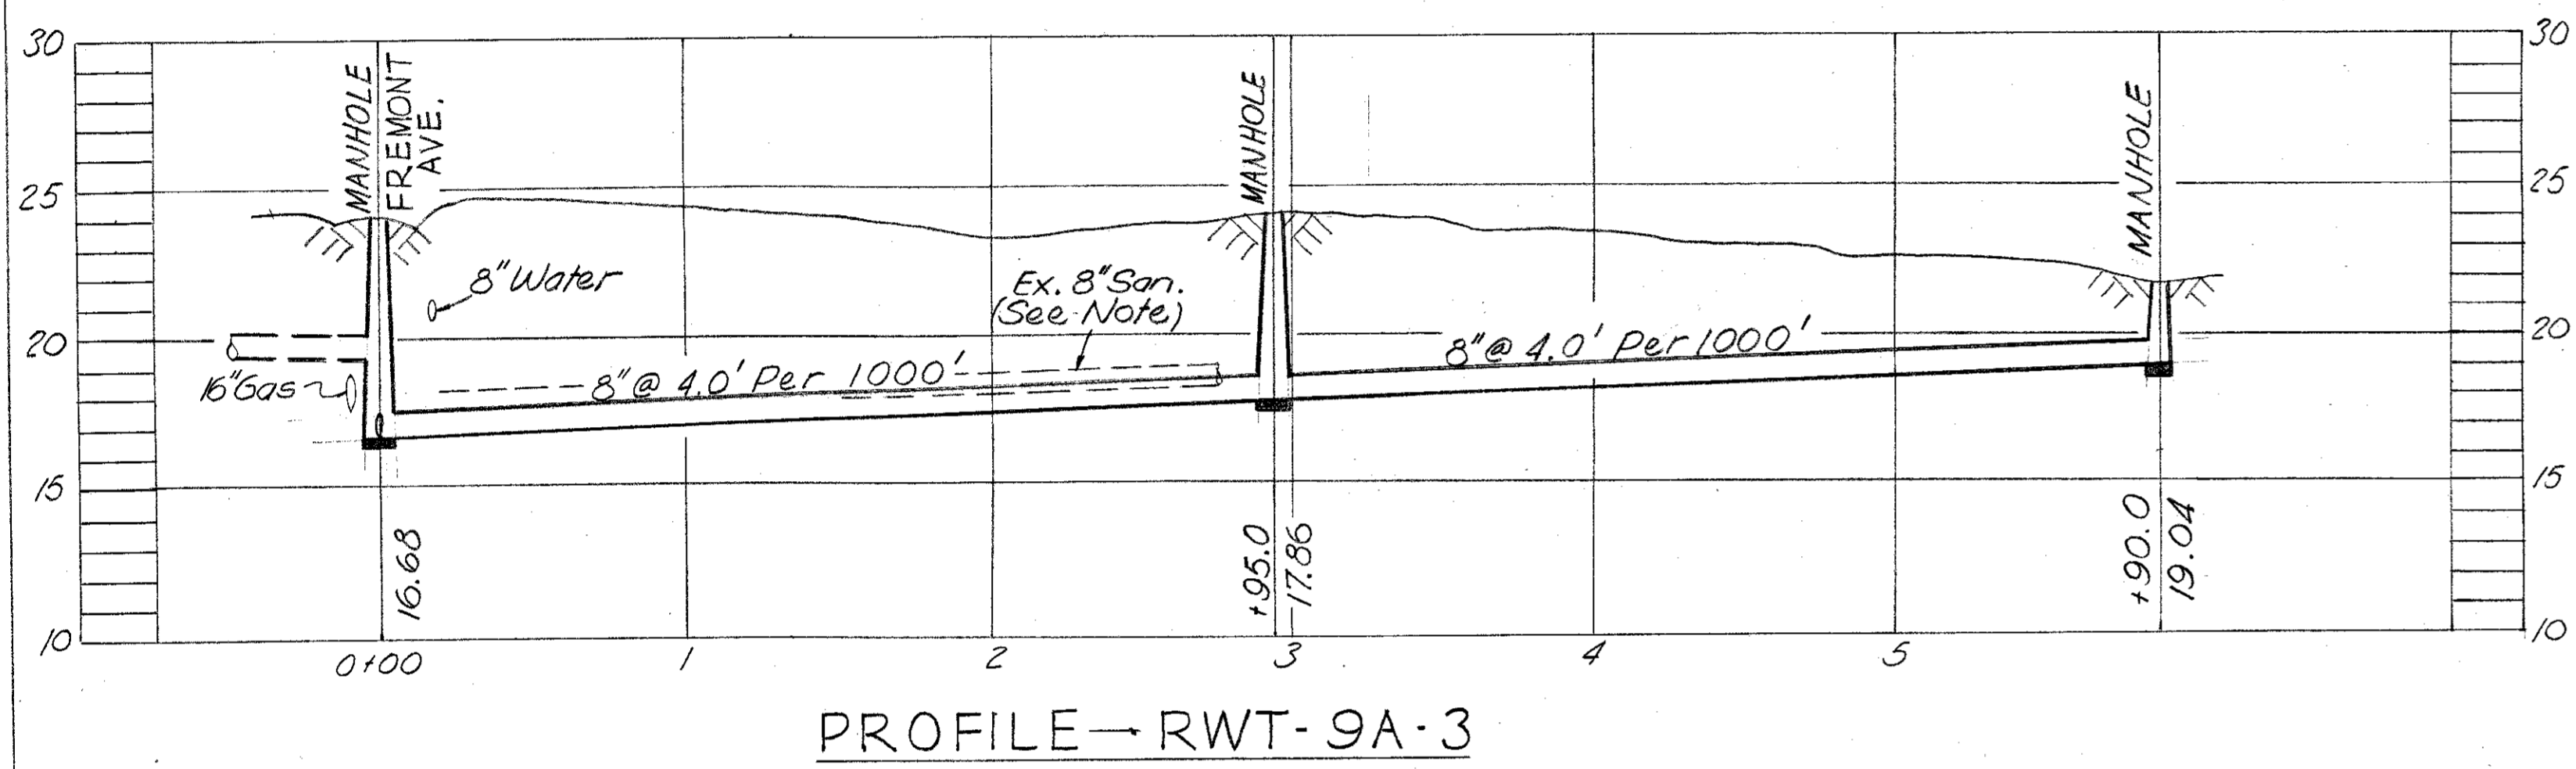 30
25
20
15
10
MANHOLE
FREMONT
AVE.
8" Water
16" Gas
8" @ 4.0' Per 1000'
Ex. 8" San.
(See Note)
MANHOLE
8" @ 4.0' Per 1000'
MANHOLE
30
25
20
15
10
16.68
+95.0
17.86
+90.0
19.04
0+00
1
2
3
4
5
PROFILE — RWT-9A-3